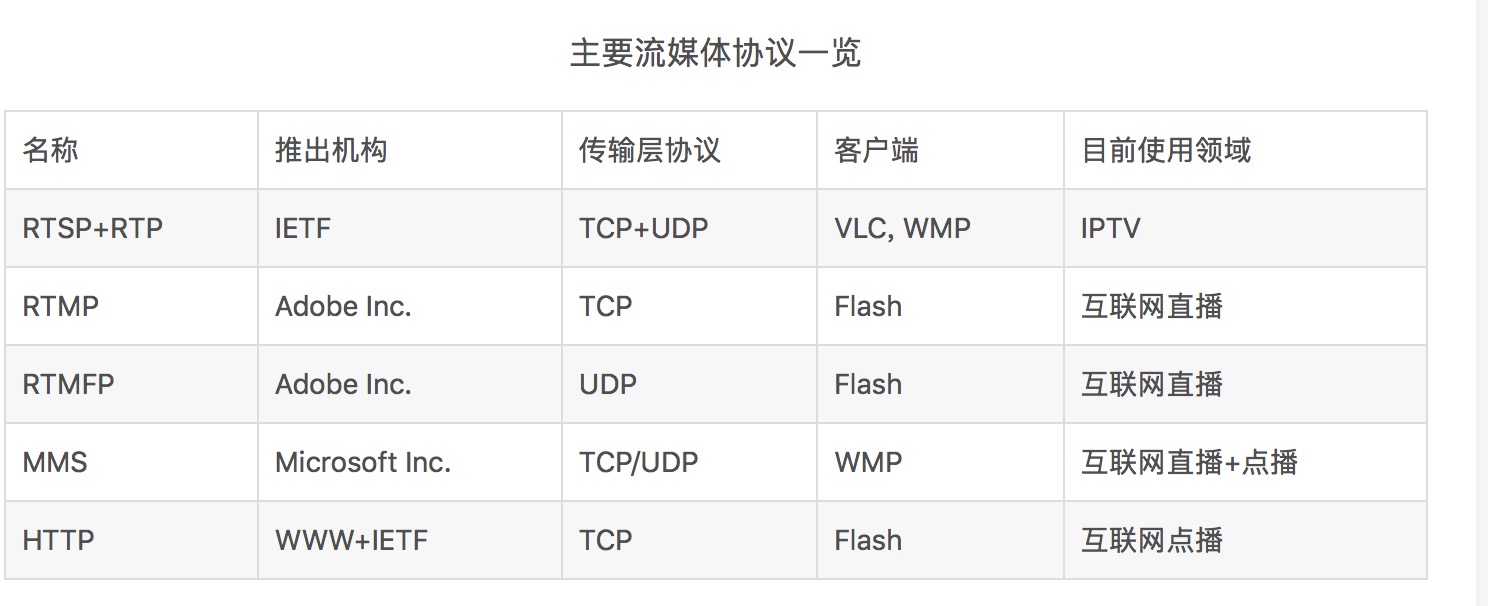 主要流媒体协议一览
名称 推出机构 传输层协议 客户端 目前使用领域
RTSP+RTP IETF TCP+UDP VLC, WMP IPTV
RTMP Adobe Inc. TCP Flash 互联网直播
RTMFP Adobe Inc. UDP Flash 互联网直播
MMS Microsoft Inc. TCP/UDP WMP 互联网直播+点播
HTTP WWW+IETF TCP Flash 互联网点播